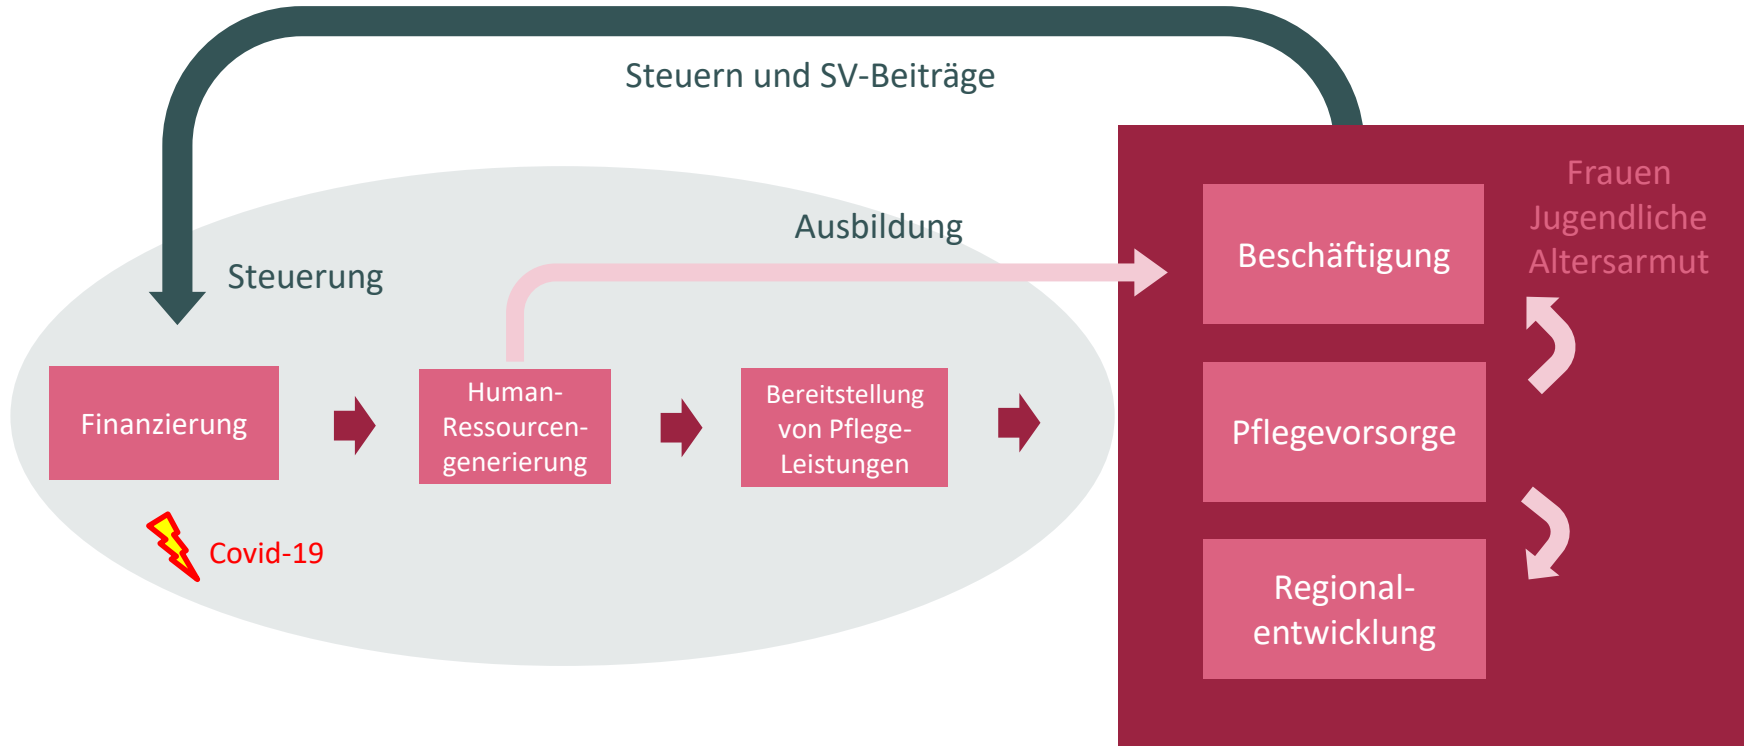 Steuern und SV-Beiträge
Ausbildung
Steuerung
Finanzierung
Human-
Ressourcen-
generierung
Bereitstellung
von Pflege-
Leistungen
Covid-19
Beschäftigung
Frauen
Jugendliche
Altersarmut
Pflegevorsorge
Regional-
entwicklung